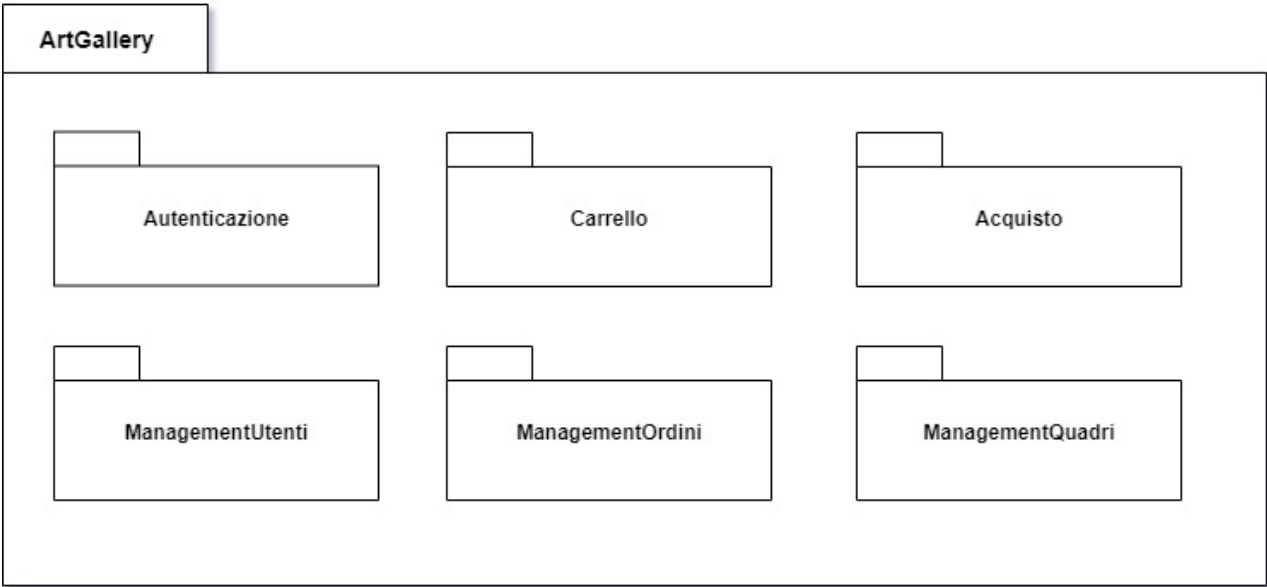 ArtGallery
Autenticazione
Carrello
Acquisto
ManagementUtenti
ManagementOrdini
ManagementQuadri